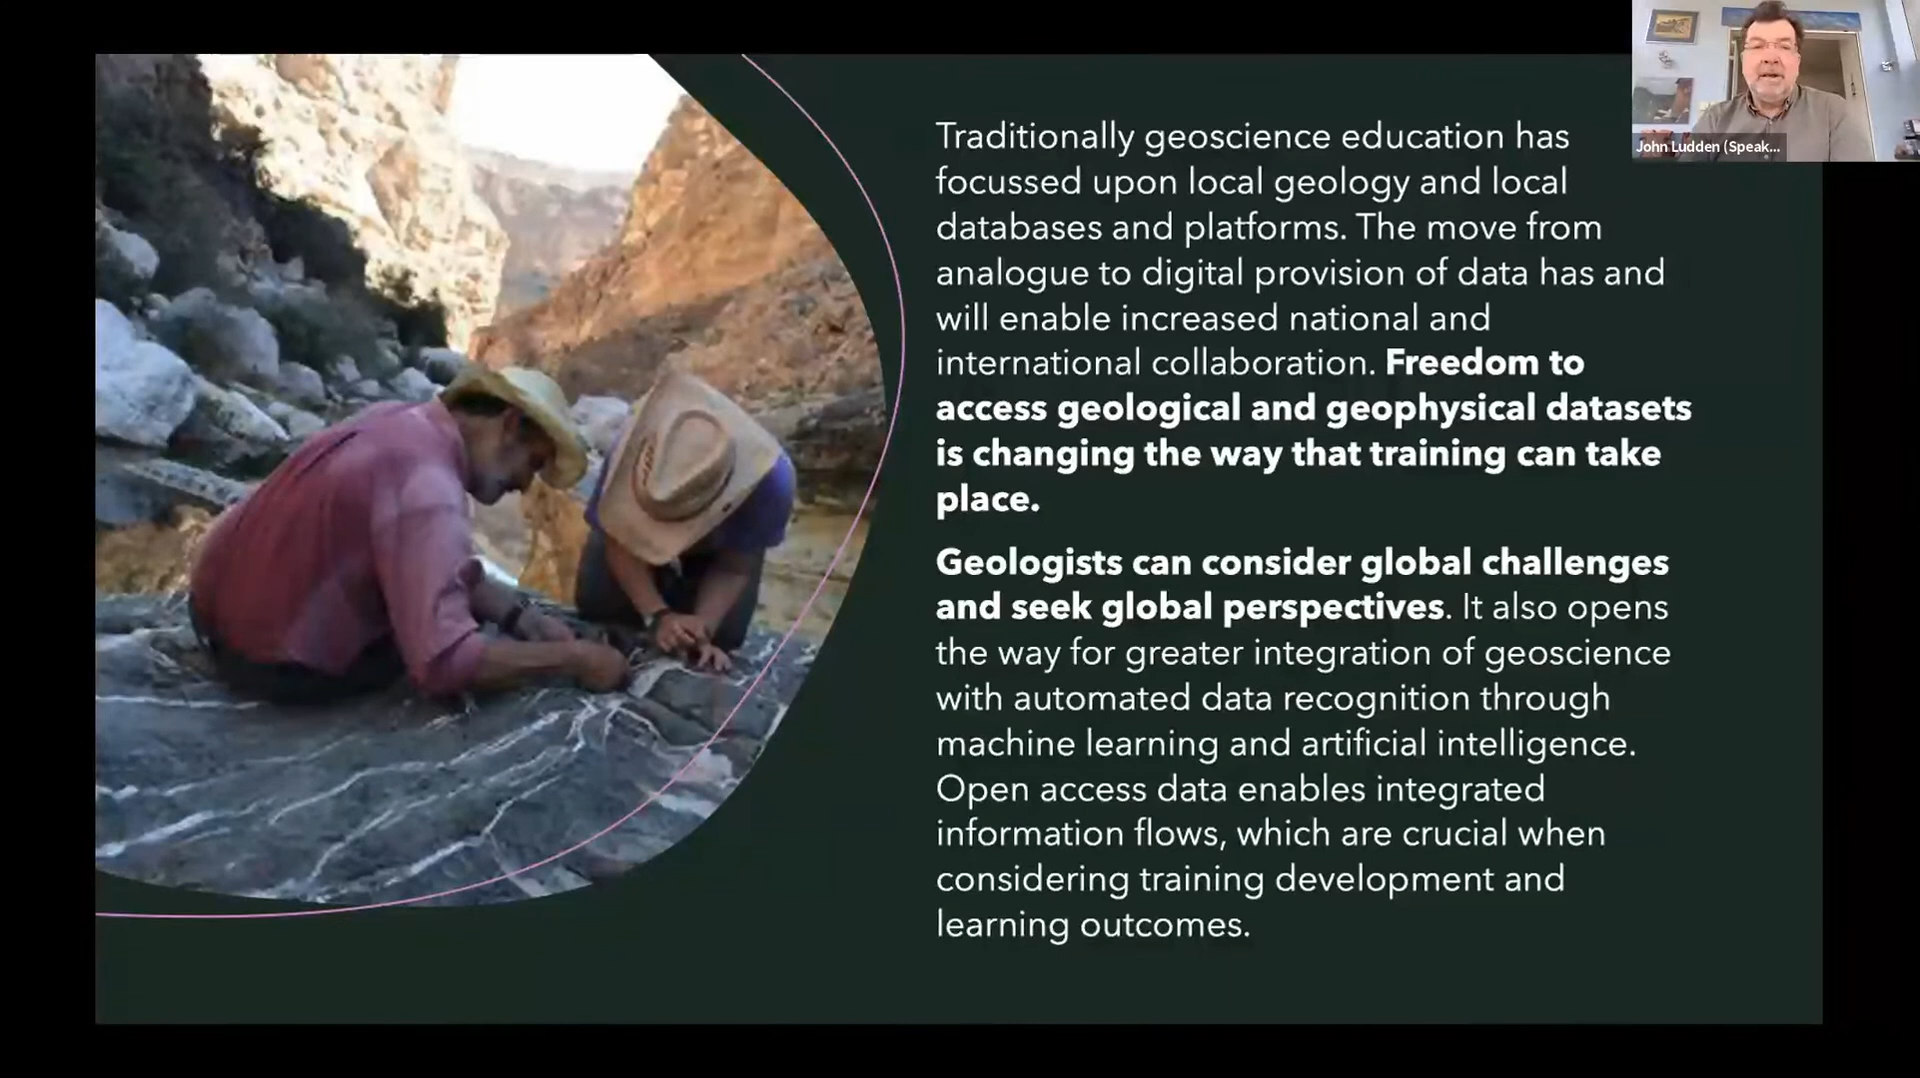 John Ludden (Speak...
Traditionally geoscience education has
focussed upon local geology and local
databases and platforms. The move from
analogue to digital provision of data has and
will enable increased national and
international collaboration. Freedom to
access geological and geophysical datasets
is changing the way that training can take
place.
Geologists can consider global challenges
and seek global perspectives. It also opens
the way for greater integration of geoscience
with automated data recognition through
machine learning and artificial intelligence.
Open access data enables integrated
information flows, which are crucial when
considering training development and
learning outcomes.